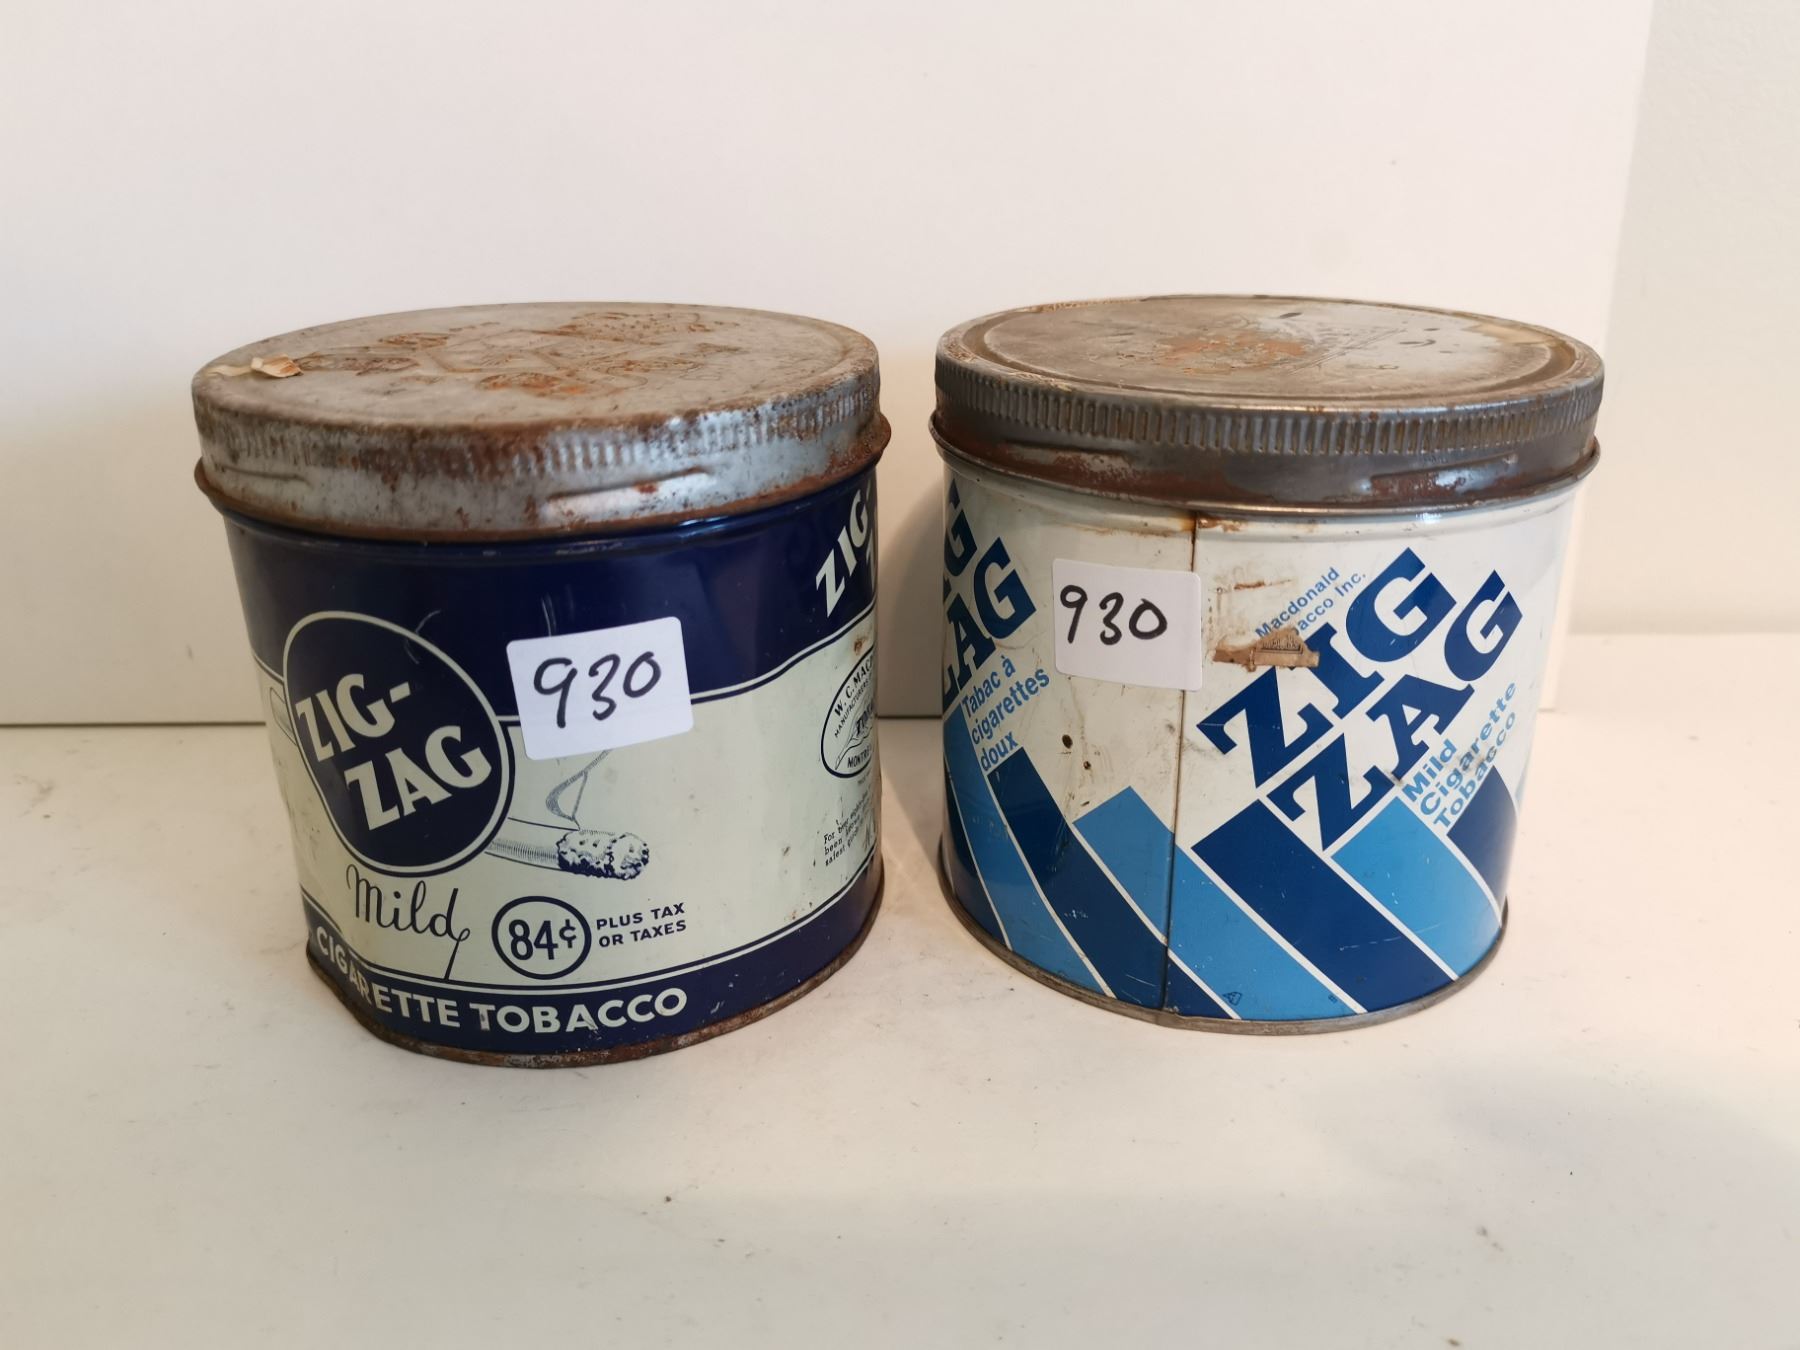 ZIG-
ZAG
930
Mild
84¢
PLUS TAX
OR TAXES
CIGARETTE TOBACCO
ZIG-
W. C. MAC
MONTRE
ZAG
Tabac à
cigarettes
doux
930
Macdonald
acco Inc.
ZIG
ZAG
Mild
Cigarette
Tobacco